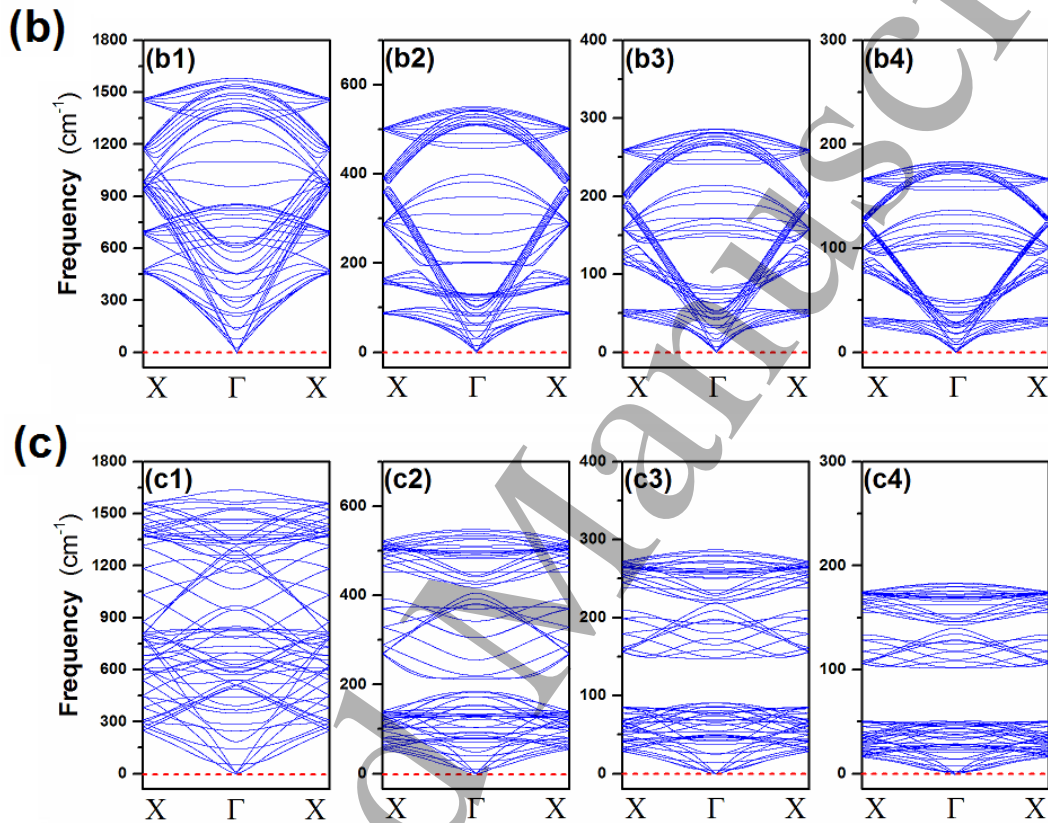 (b)
1800
1500
1200
900
600
300
0
Frequency (cm-1)
(b1)
X Γ X
600
400
200
0
(b2)
X Γ X
400
300
200
100
0
(b3)
X Γ X
300
200
100
0
(b4)
X Γ X
(c)
1800
1500
1200
900
600
300
0
Frequency (cm-1)
(c1)
X Γ X
600
400
200
0
(c2)
X Γ X
400
300
200
100
0
(c3)
X Γ X
300
200
100
0
(c4)
X Γ X
d Manuscri